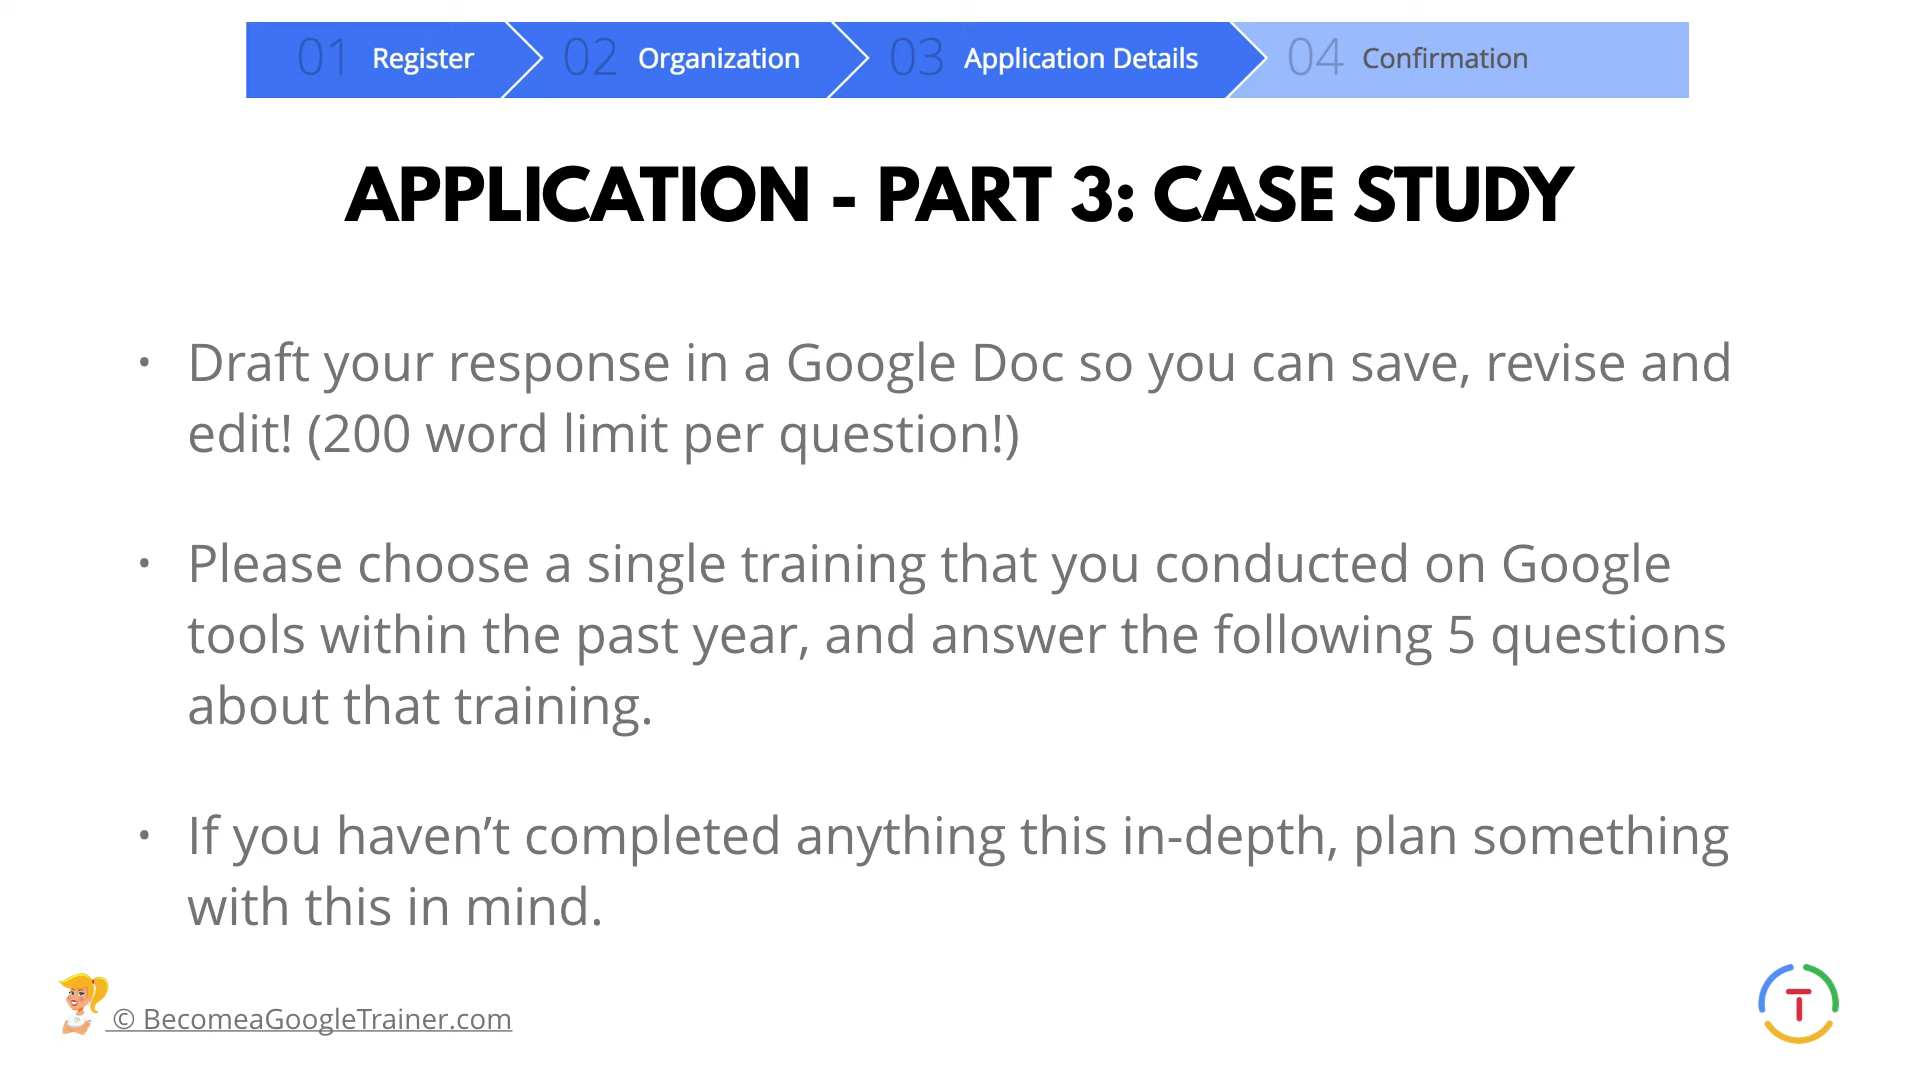 01 Register 02 Organization 03 Application Details 04 Confirmation
APPLICATION - PART 3: CASE STUDY
• Draft your response in a Google Doc so you can save, revise and
edit! (200 word limit per question!)
• Please choose a single training that you conducted on Google
tools within the past year, and answer the following 5 questions
about that training.
• If you haven’t completed anything this in-depth, plan something
with this in mind.
© BecomeaGoogleTrainer.com
T